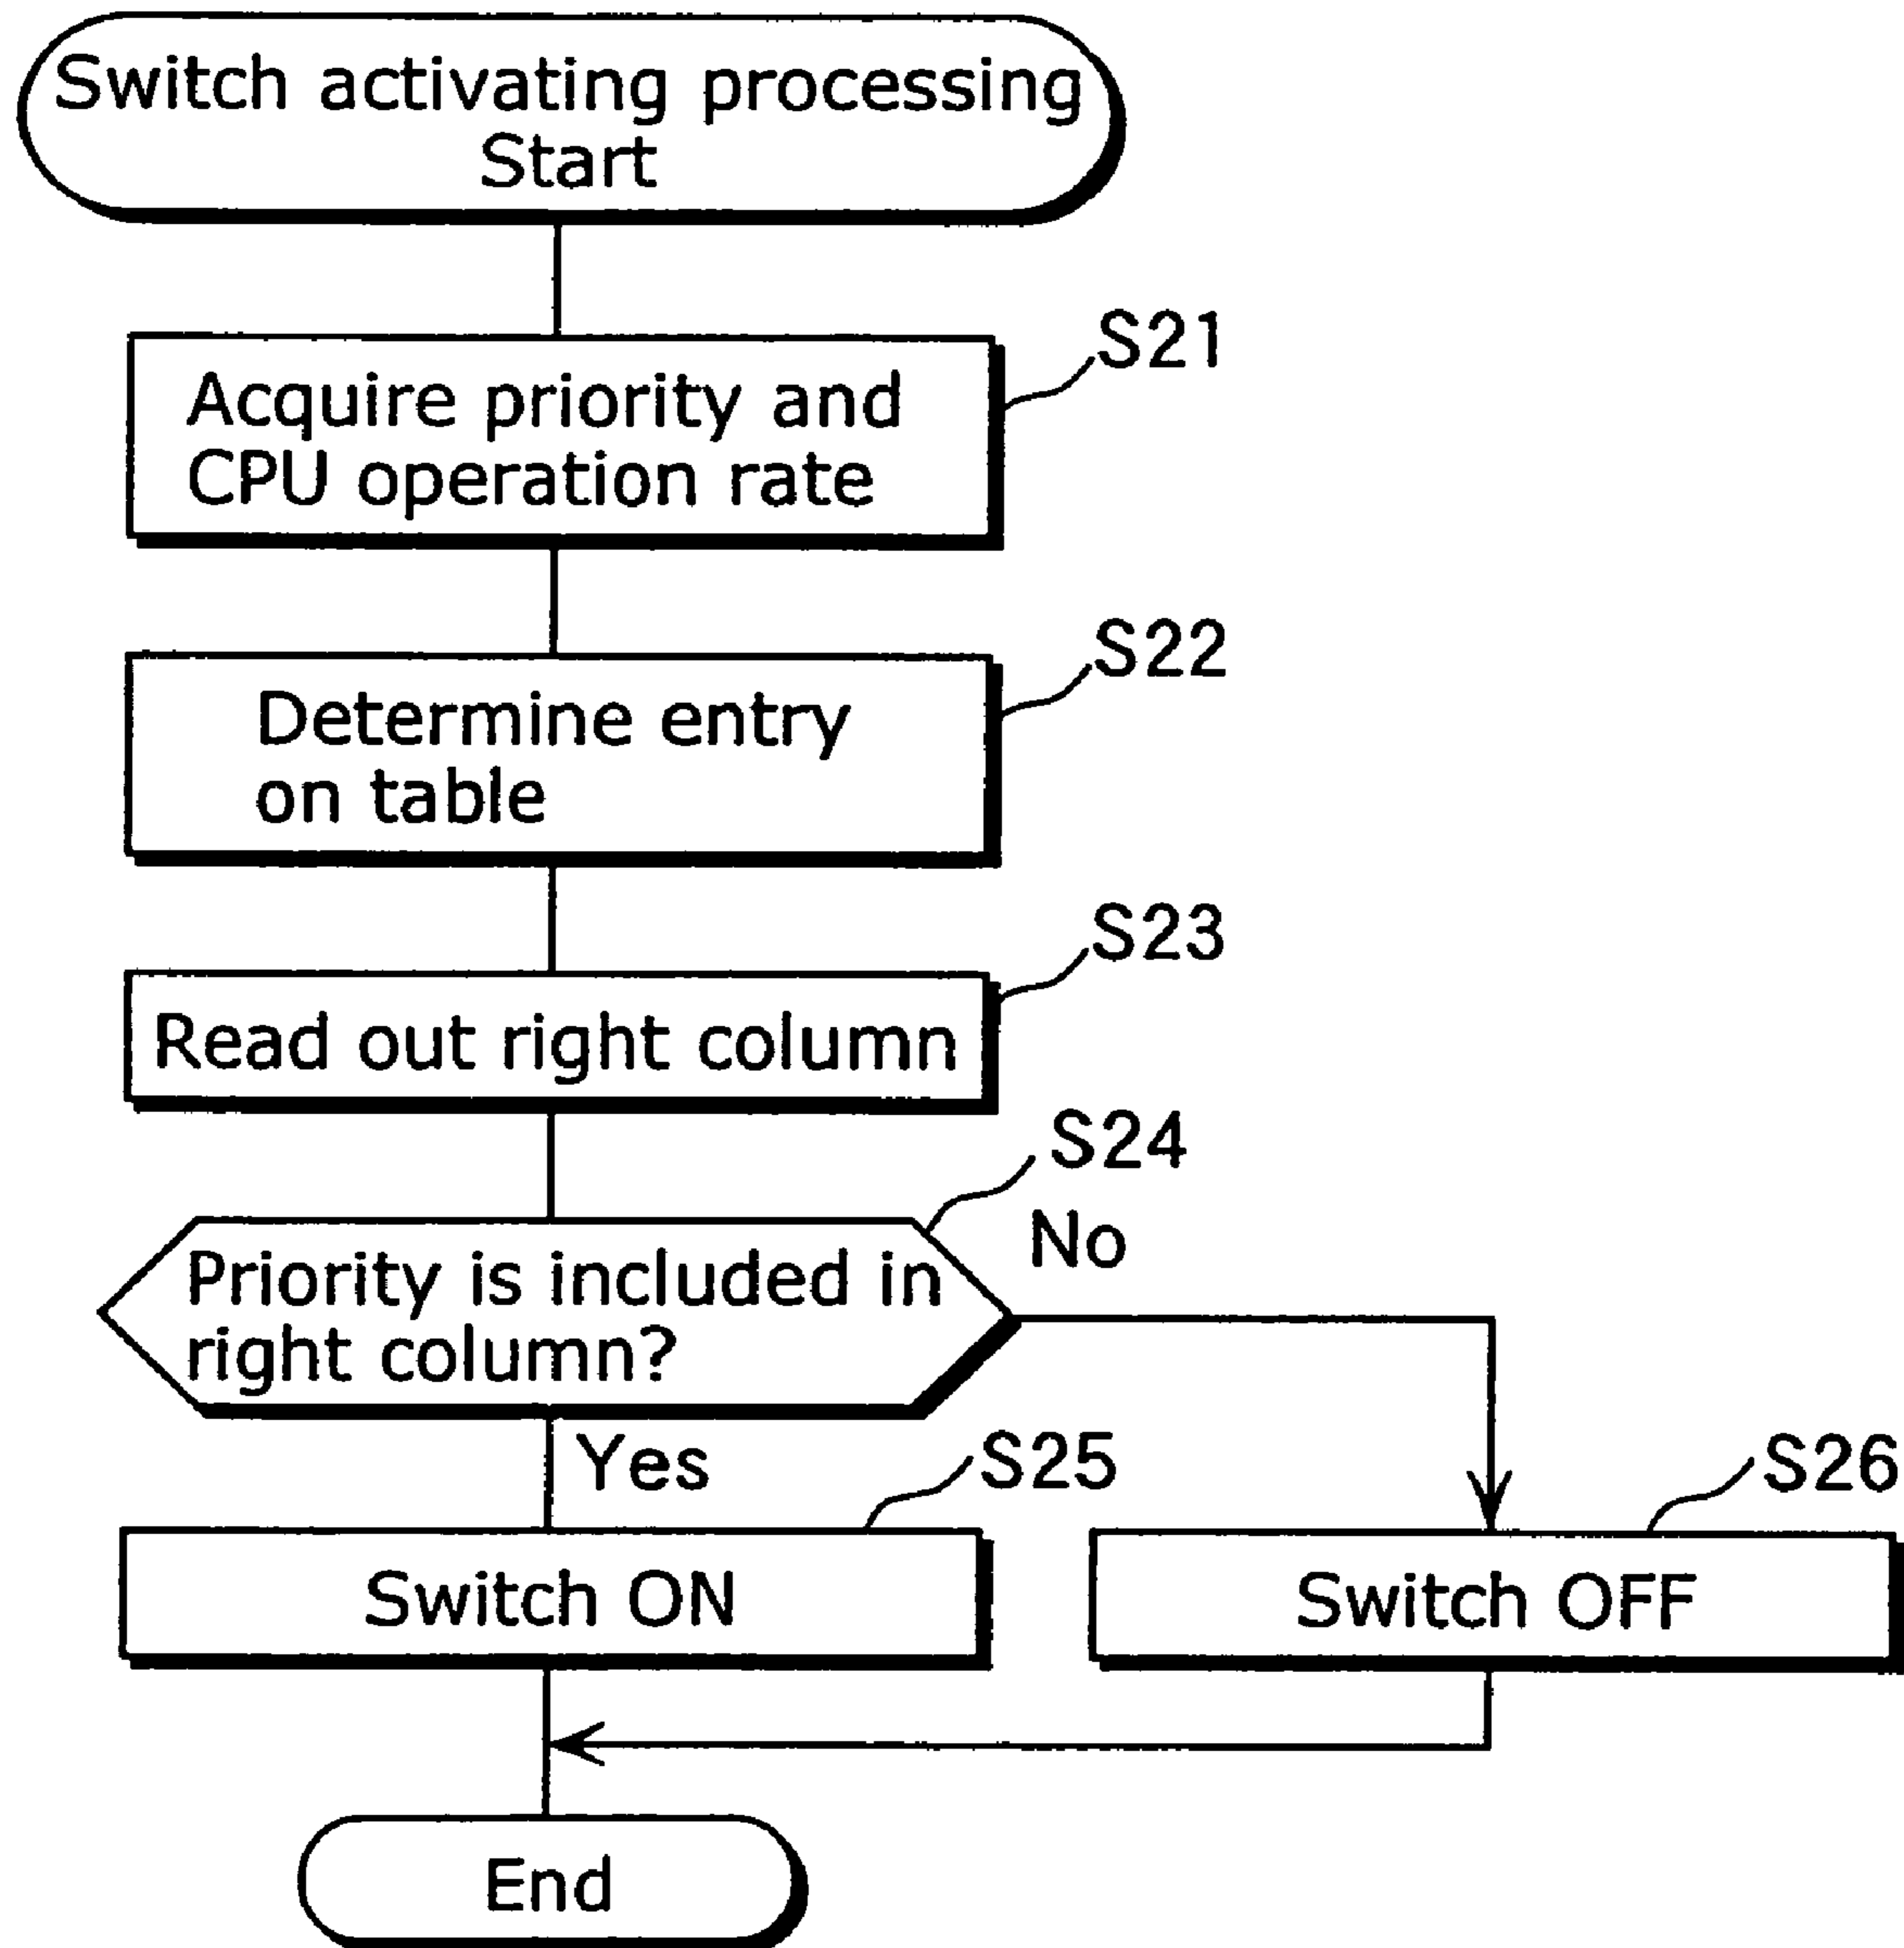 Switch activating processing
Start
S21
Acquire priority and
CPU operation rate
S22
Determine entry
on table
S23
Read out right column
S24
No
Priority is included in
right column?
Yes
S25
S26
Switch ON
Switch OFF
End